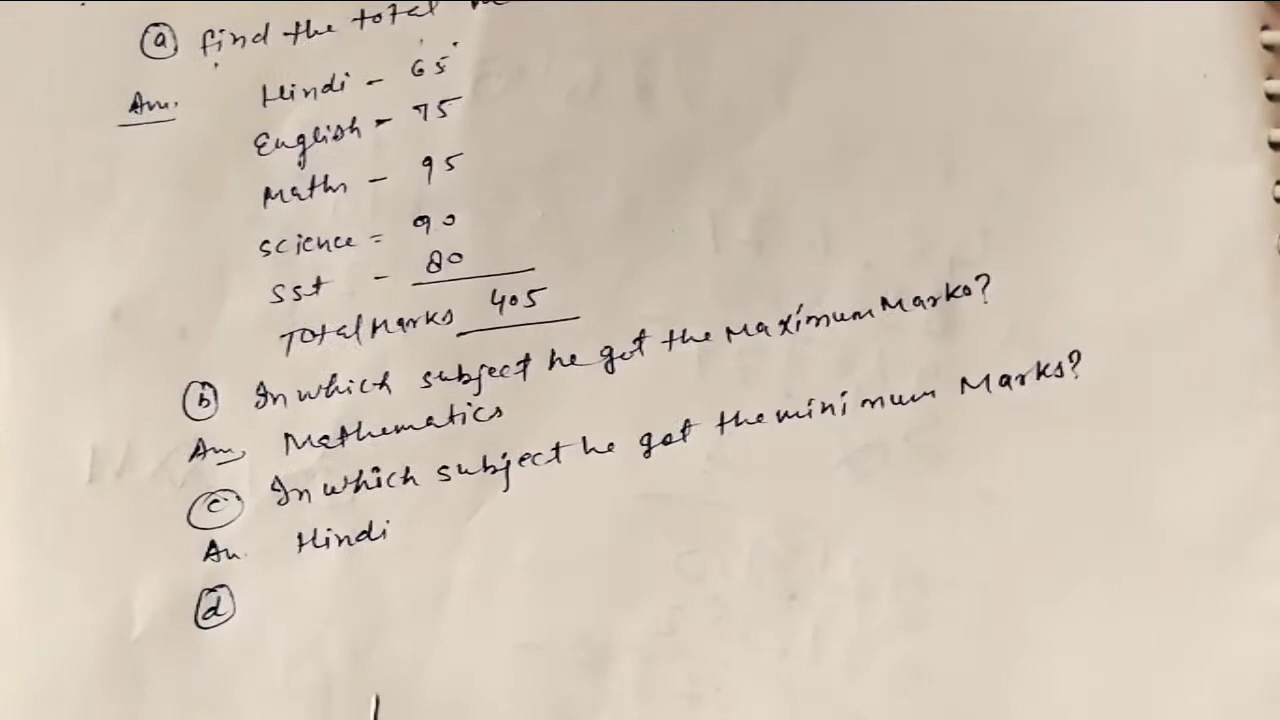 (a) find the total
Ans. Hindi - 65
English - 75
Maths - 95
Science = 90
SSt - 80
Total Marks 405
(b) In which subject he got the Maximum Marks?
Ans Mathematics
(c) In which subject he got the minimum Marks?
An. Hindi
(d)